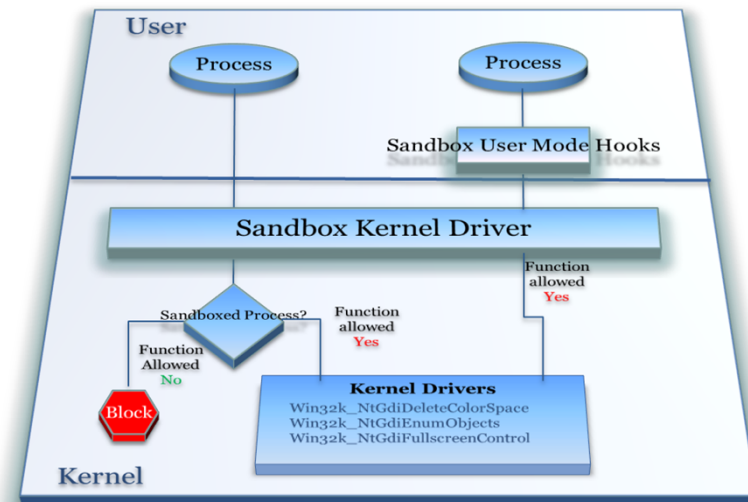 User
Process
Process
Sandbox User Mode Hooks
Sandbox Kernel Driver
Function
allowed
Yes
Sandboxed Process?
Function
allowed
Yes
Function
Allowed
No
Block
Kernel Drivers
Win32k_NtGdiDeleteColorSpace
Win32k_NtGdiEnumObjects
Win32k_NtGdiFullscreenControl
Kernel